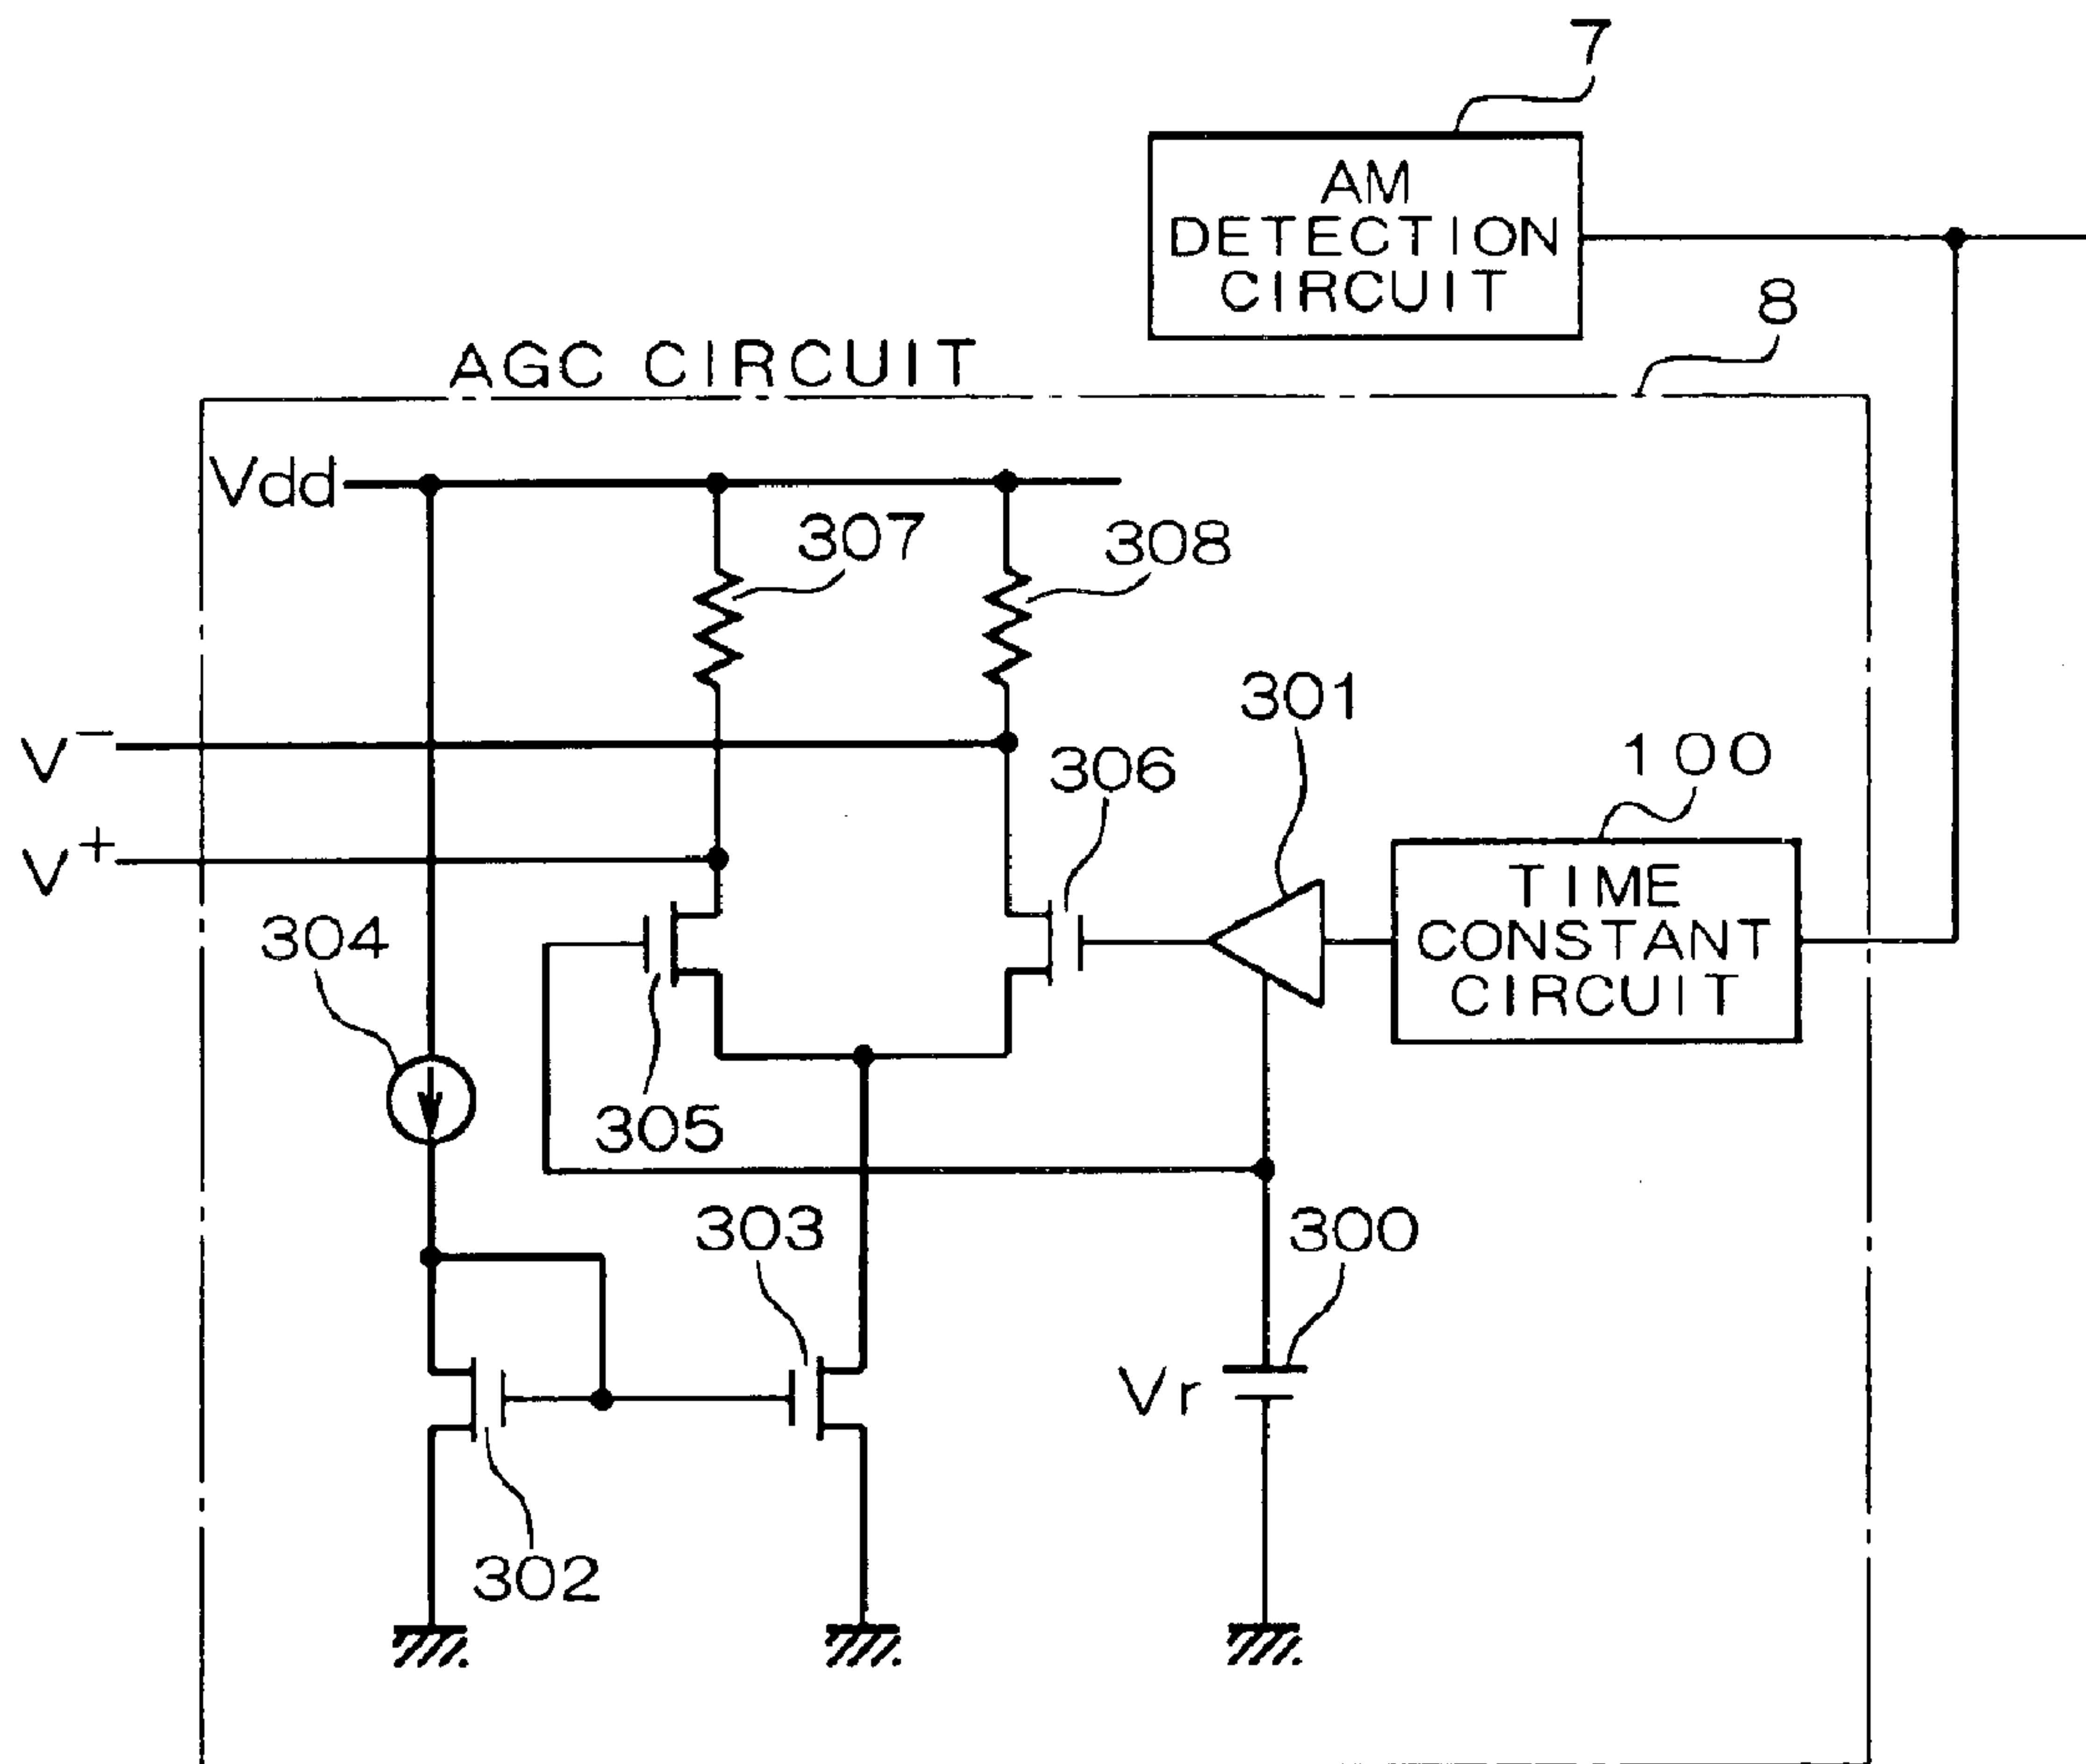 7
AM
DETECTION
CIRCUIT
8
AGC CIRCUIT
Vdd
307
308
301
V−
306
100
V+
304
TIME
CONSTANT
CIRCUIT
305
303
300
Vr
302